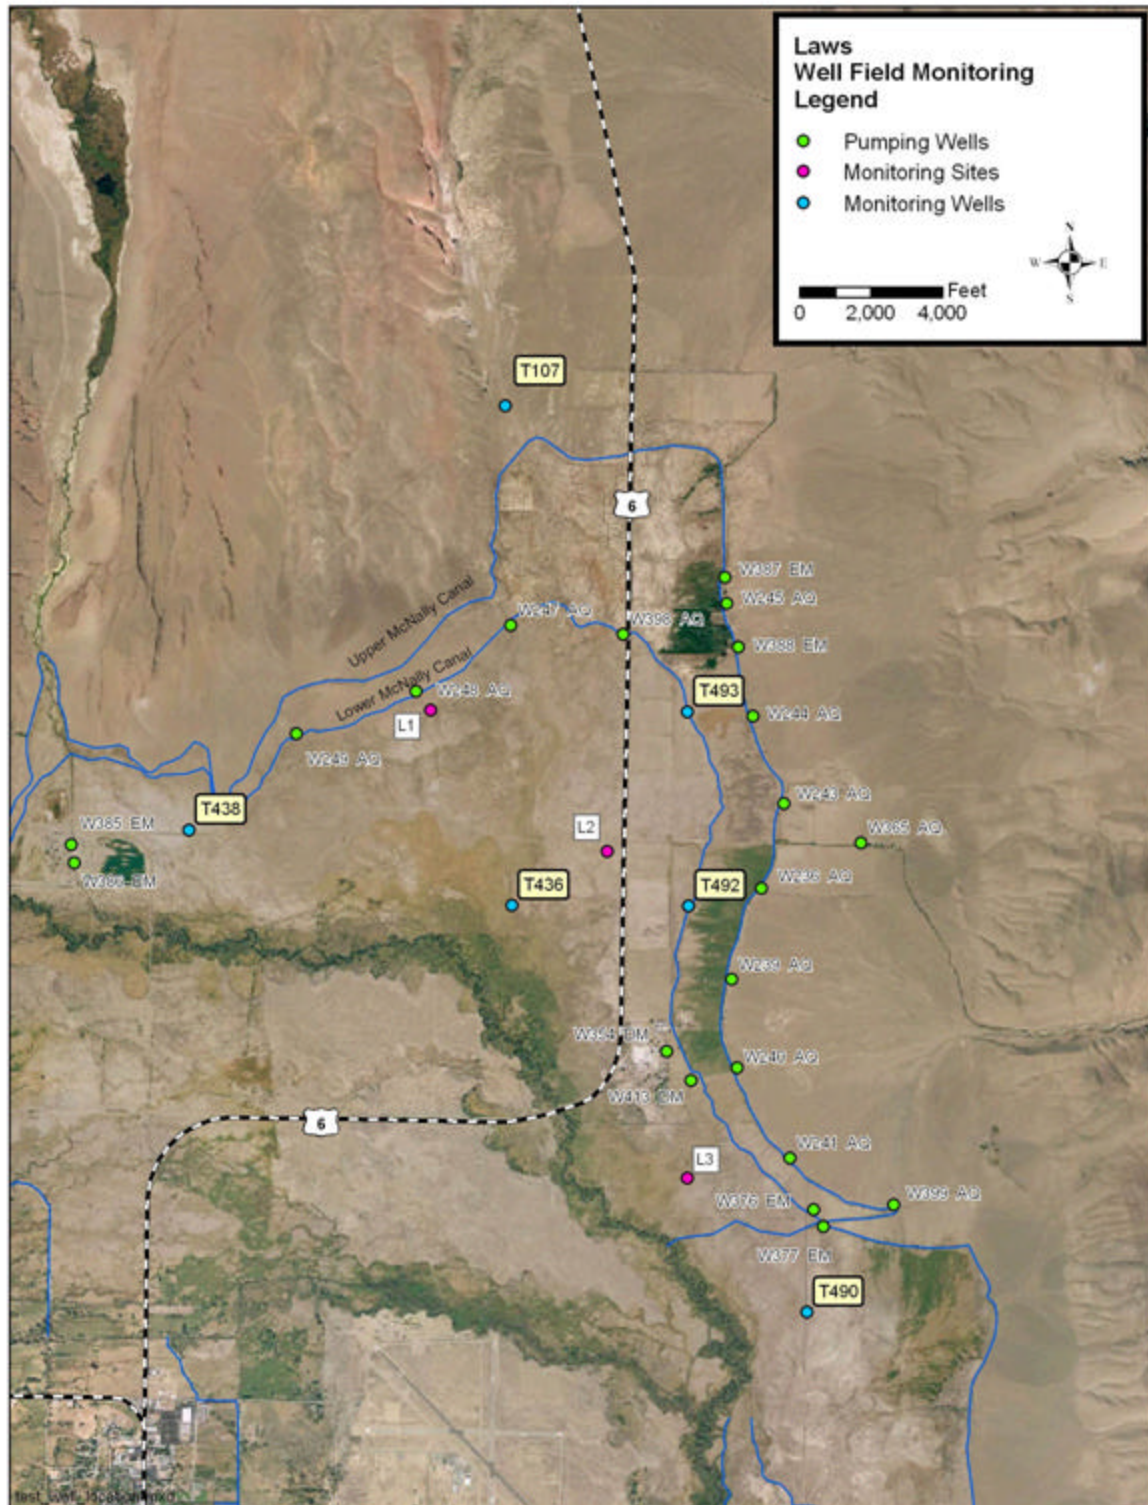 Laws
Well Field Monitoring
Legend
Pumping Wells
Monitoring Sites
Monitoring Wells
N
W E
S
Feet
0 2,000 4,000
T107
6
W387 EM
W245 AQ
W247 AQ
W398 AQ
W388 EM
Upper McNally Canal
Lower McNally Canal
W248 AQ
T493
L1
W244 AQ
W249 AQ
T438
W243 AQ
W385 EM
L2
W365 AQ
W386 EM
T436
T492
W236 AQ
W239 AQ
W354 DM
W246 AQ
W413 DM
6
W241 AQ
L3
W376 EM
W399 AQ
W377 EM
T490